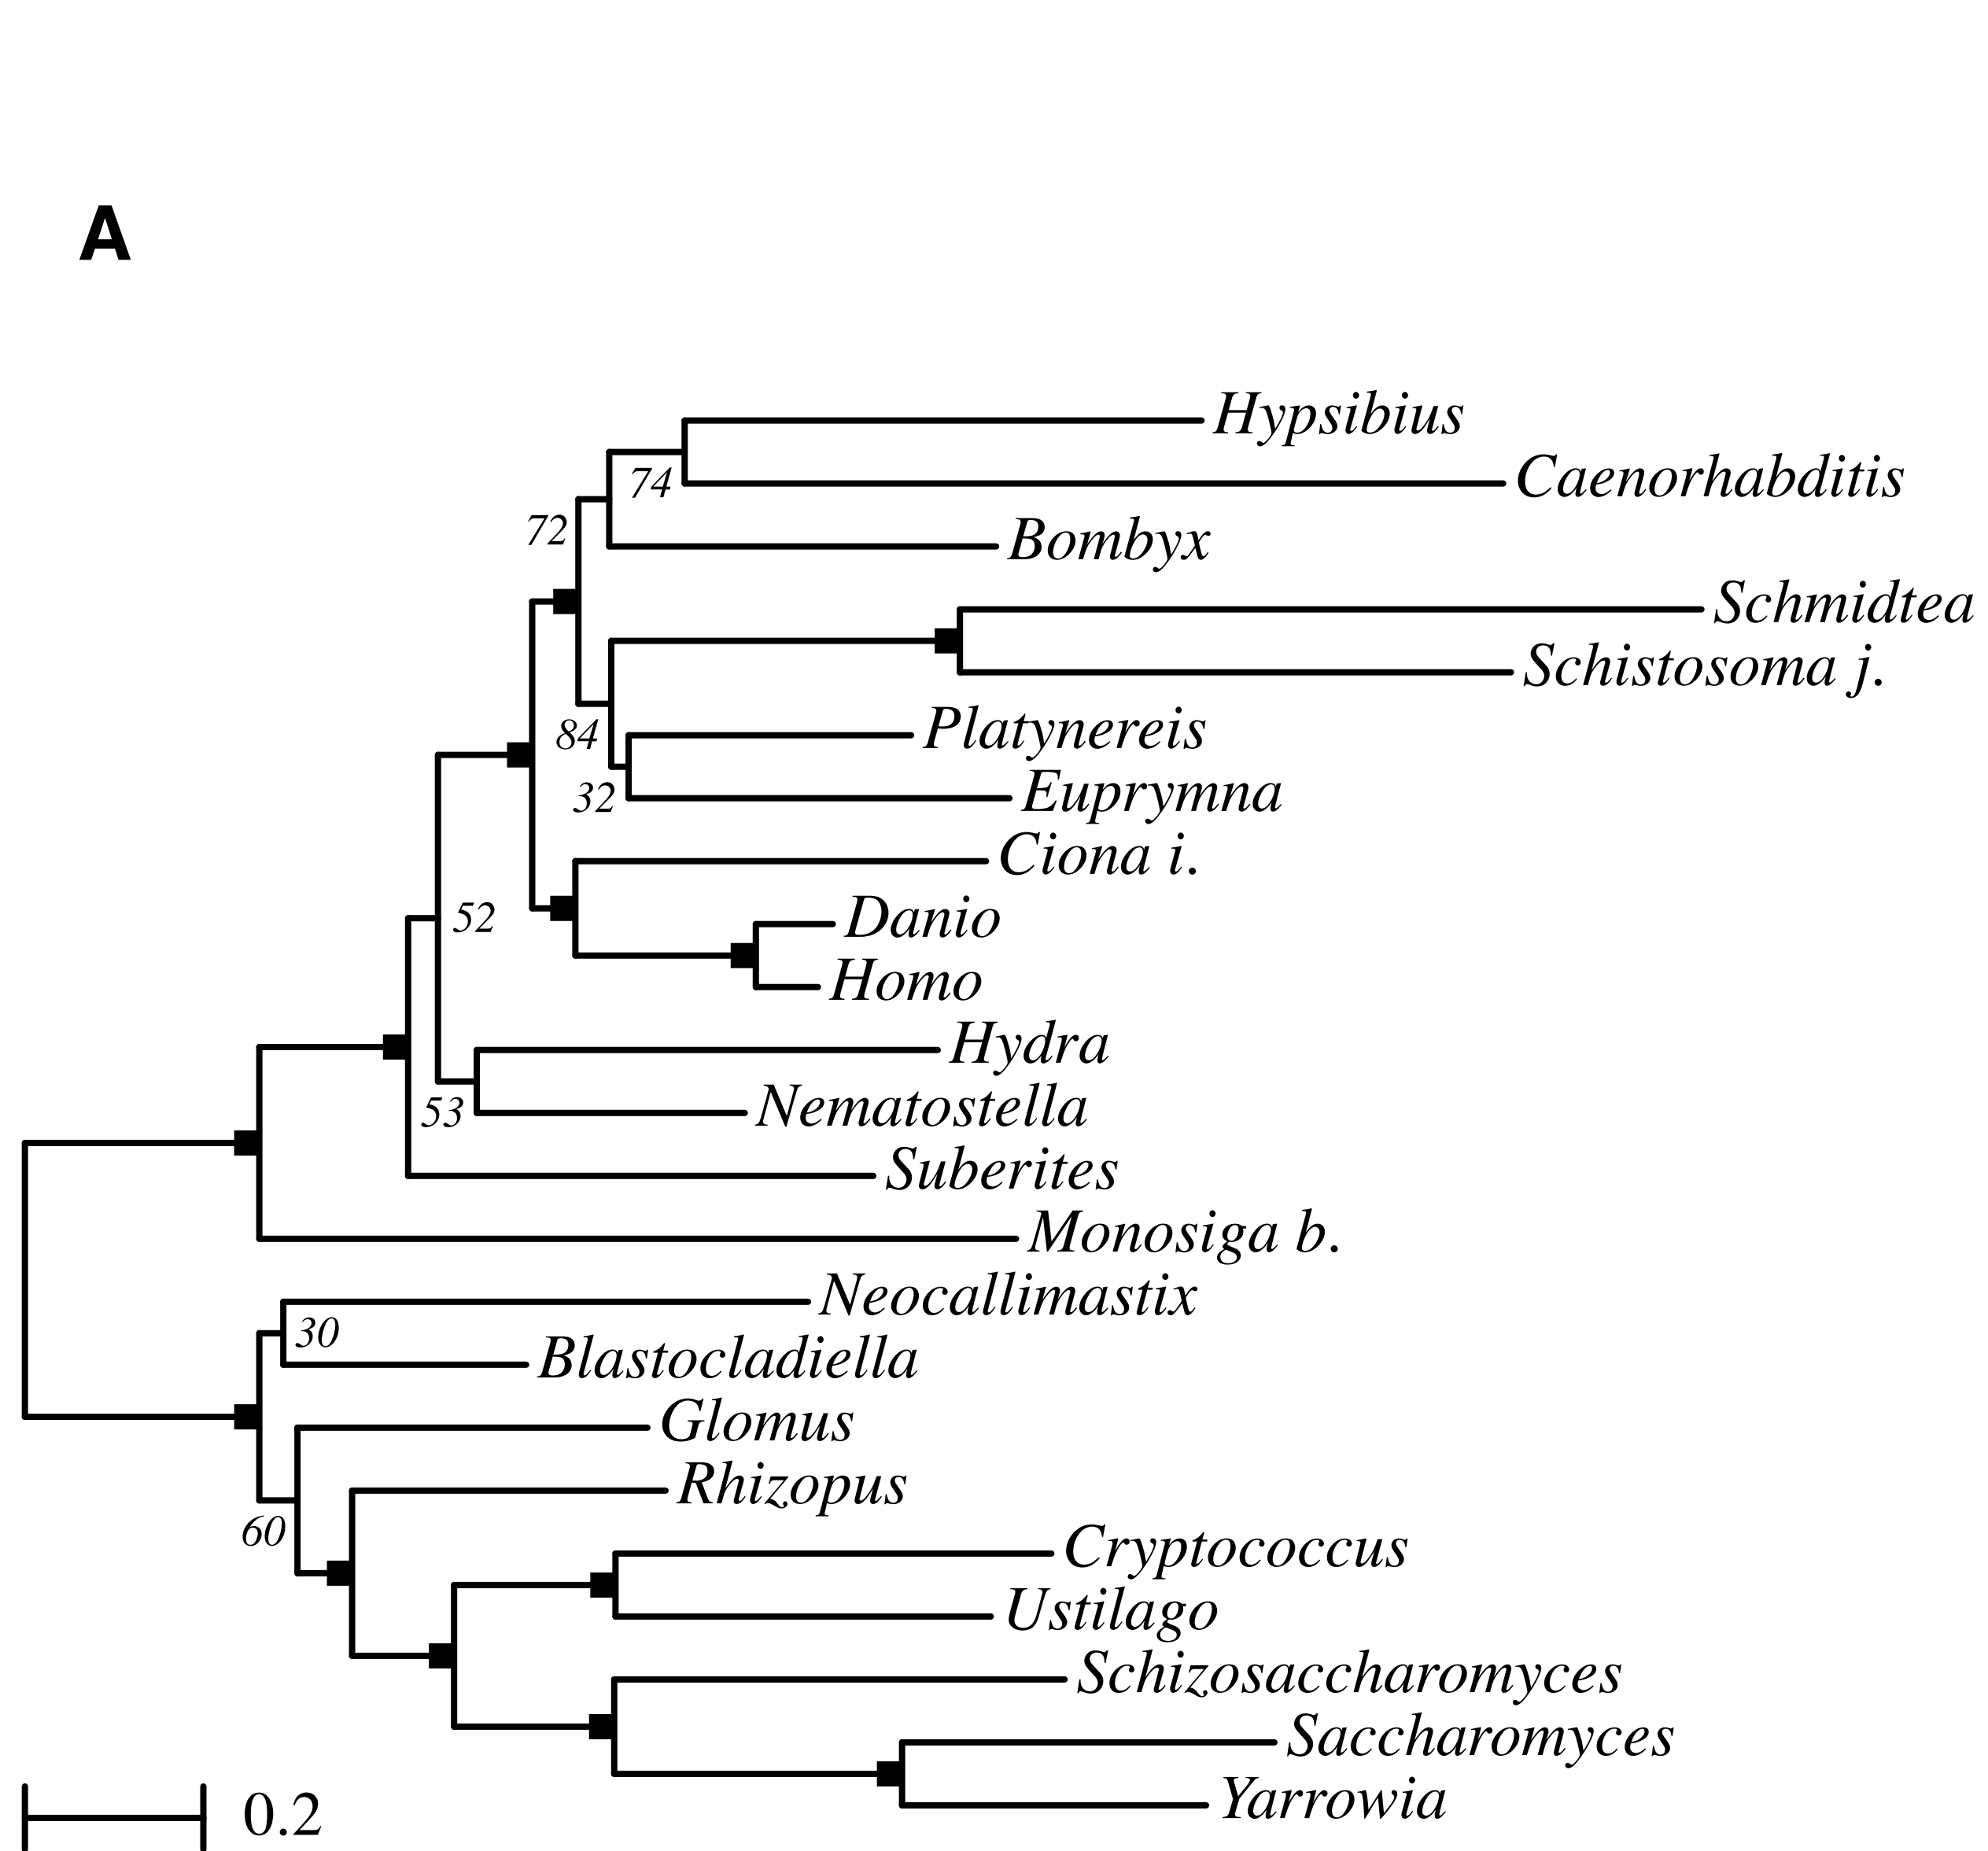 A
Hypsibius
Caenorhabditis
74
72
Bombyx
Schmidtea
Schistosoma j.
Platynereis
84
Euprymna
32
Ciona i.
Danio
52
Homo
Hydra
Nematostella
53
Suberites
Monosiga b.
Neocallimastix
30
Blastocladiella
Glomus
Rhizopus
60
Cryptococcus
Ustilago
Schizosaccharomyces
Saccharomyces
Yarrowia
0.2